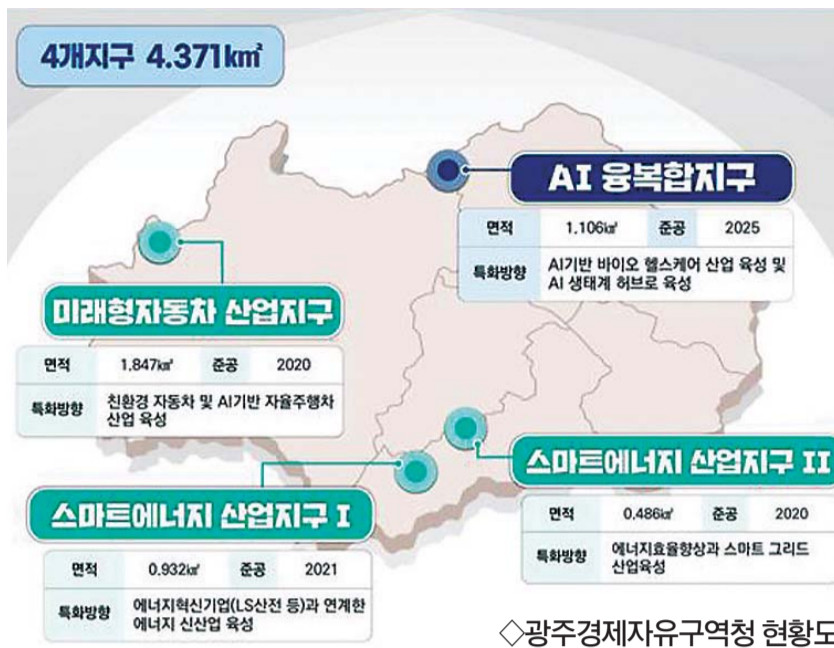 4개지구 4.371㎢
AI 융복합지구
면적 1.106㎢ 준공 2025
특화방향 AI기반 바이오 헬스케어 산업 육성 및
AI 생태계 허브로 육성
미래형자동차 산업지구
면적 1.847㎢ 준공 2020
특화방향 친환경 자동차 및 AI기반 자율주행차
산업 육성
스마트에너지 산업지구 II
면적 0.486㎢ 준공 2020
특화방향 에너지효율향상과 스마트 그리드
산업육성
스마트에너지 산업지구 I
면적 0.932㎢ 준공 2021
특화방향 에너지혁신기업(LS산전 등)과 연계한
에너지 신산업 육성
◇광주경제자유구역청 현황도